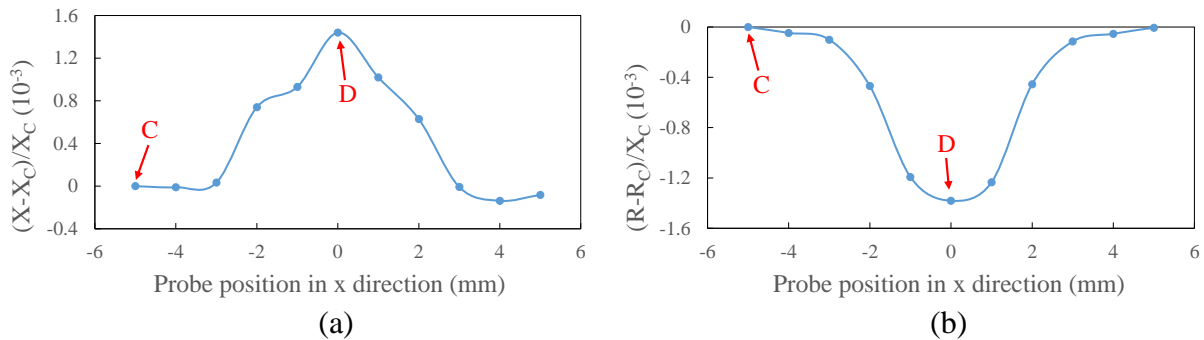 (X-X_C)/X_C (10⁻³)
1.6
1.2
0.8
0.4
0
-0.4
C
D
-6 -4 -2 0 2 4 6
Probe position in x direction (mm)
(a)
(R-R_C)/X_C (10⁻³)
0
-0.4
-0.8
-1.2
-1.6
C
D
-6 -4 -2 0 2 4 6
Probe position in x direction (mm)
(b)